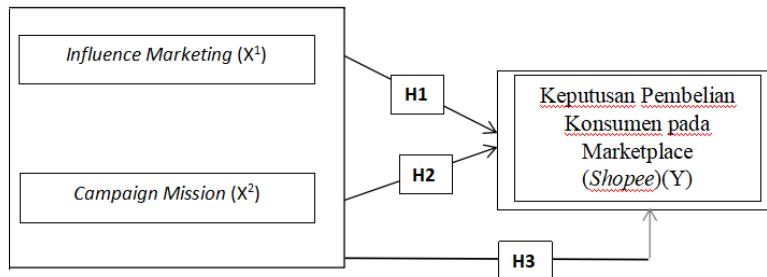 Influence Marketing (X¹)
H1
Keputusan Pembelian
Konsumen pada
Marketplace
(Shopee)(Y)
H2
Campaign Mission (X²)
H3